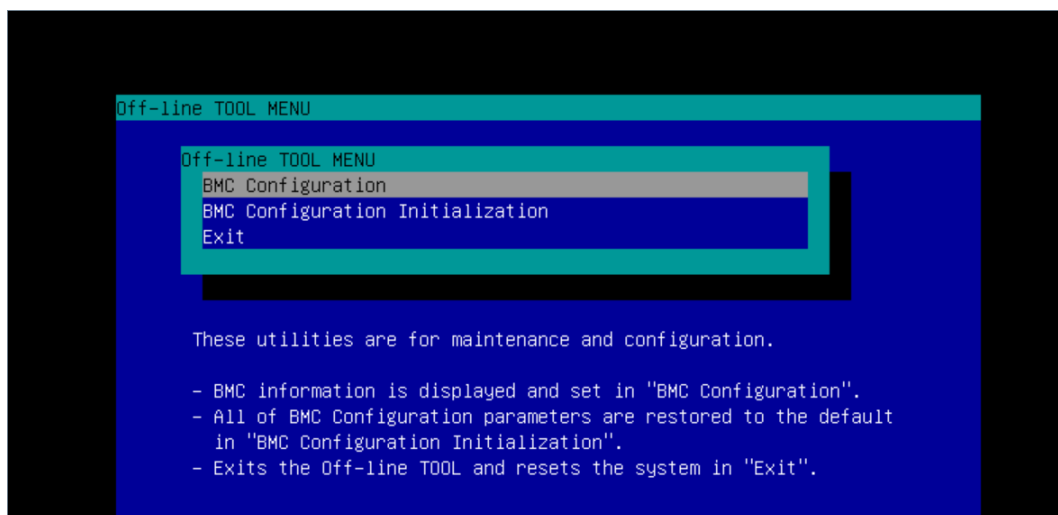 Off-line TOOL MENU
Off-line TOOL MENU
BMC Configuration
BMC Configuration Initialization
Exit
These utilities are for maintenance and configuration.
- BMC information is displayed and set in "BMC Configuration".
- All of BMC Configuration parameters are restored to the default
in "BMC Configuration Initialization".
- Exits the Off-line TOOL and resets the system in "Exit".